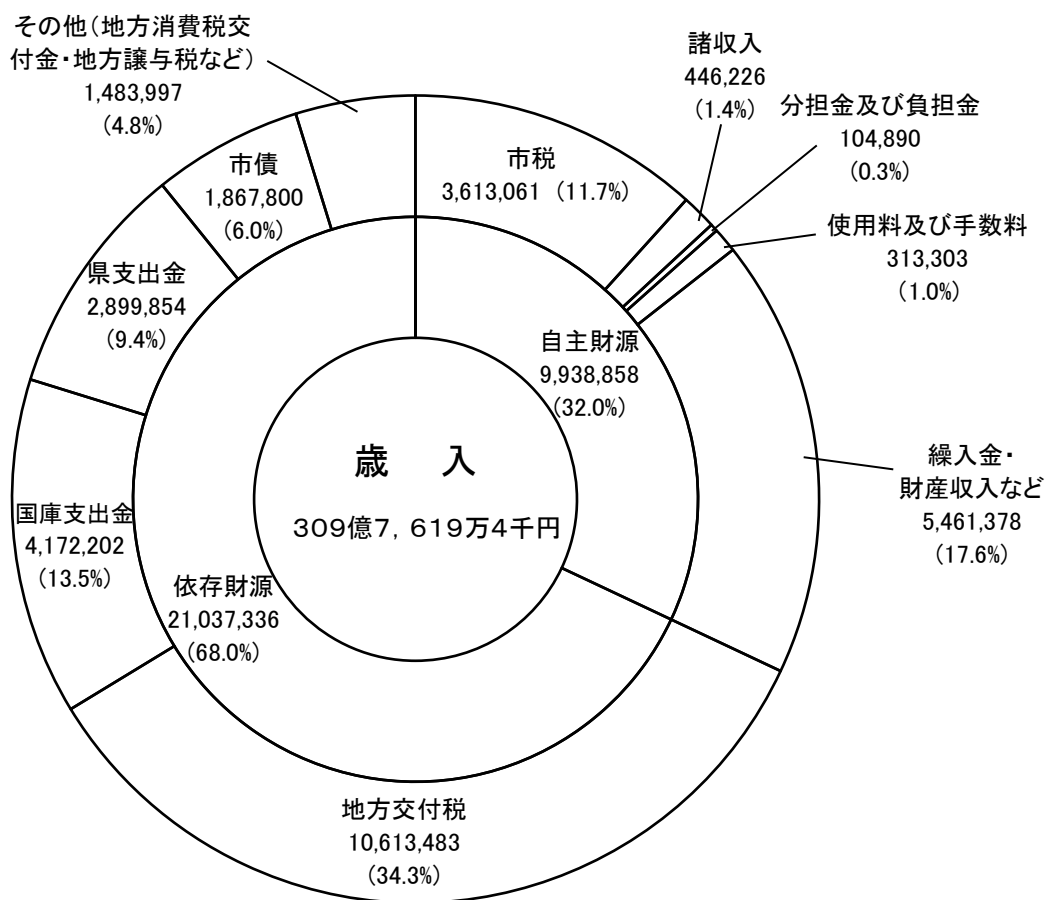 その他(地方消費税交
付金・地方譲与税など)
1,483,997
(4.8%)
諸収入
446,226
(1.4%)
分担金及び負担金
104,890
(0.3%)
市税
3,613,061 (11.7%)
市債
1,867,800
(6.0%)
使用料及び手数料
313,303
(1.0%)
県支出金
2,899,854
(9.4%)
自主財源
9,938,858
(32.0%)
歳 入
309億7,619万4千円
繰入金・
財産収入など
5,461,378
(17.6%)
国庫支出金
4,172,202
(13.5%)
依存財源
21,037,336
(68.0%)
地方交付税
10,613,483
(34.3%)